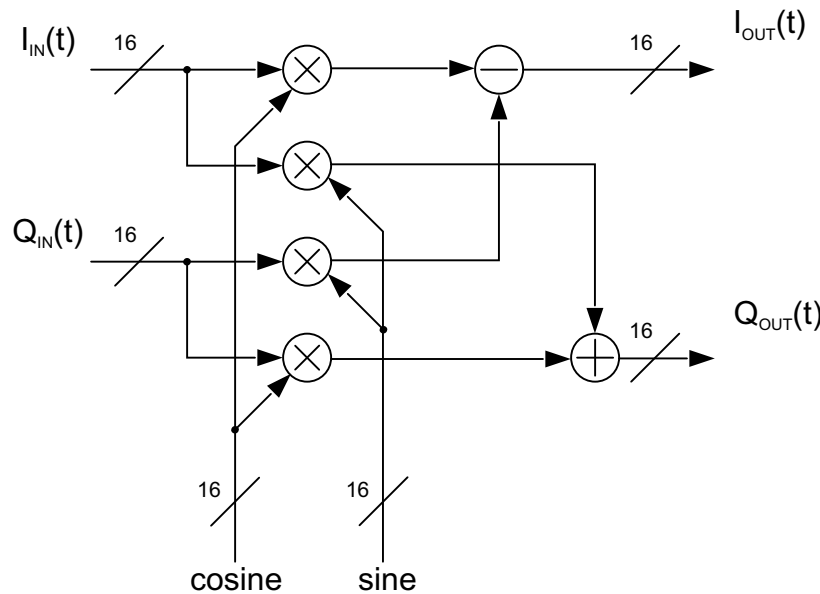 I_IN(t)
16
16
I_OUT(t)
Q_IN(t)
16
16
Q_OUT(t)
16
16
cosine
sine